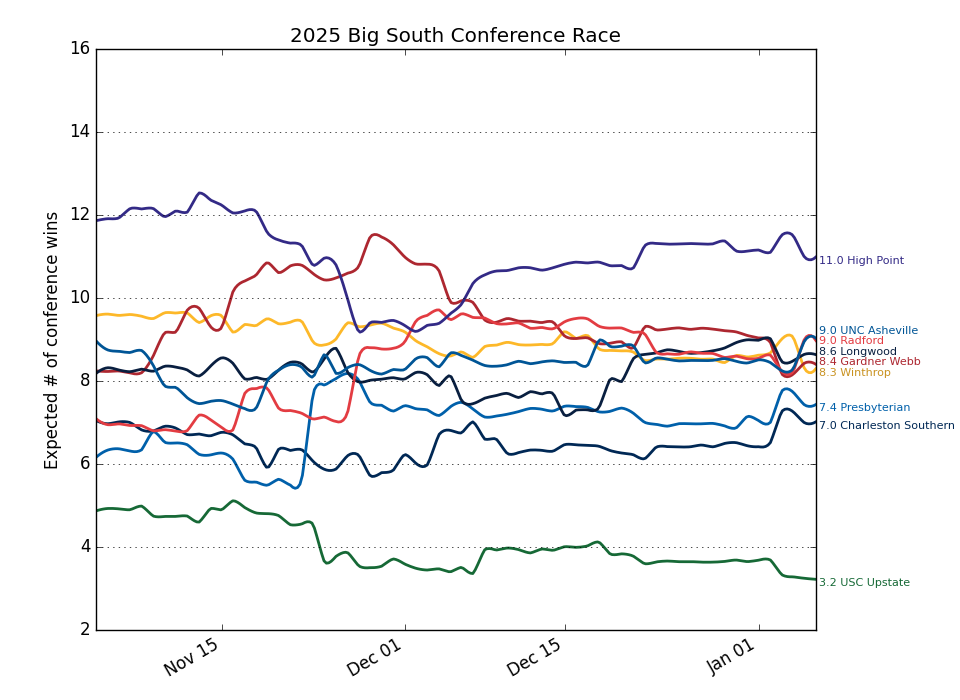 2025 Big South Conference Race
Expected # of conference wins
16
14
12
10
8
6
4
2
11.0 High Point
9.0 UNC Asheville
9.0 Radford
8.6 Longwood
8.4 Gardner Webb
8.3 Winthrop
7.4 Presbyterian
7.0 Charleston Southern
3.2 USC Upstate
Nov 15
Dec 01
Dec 15
Jan 01